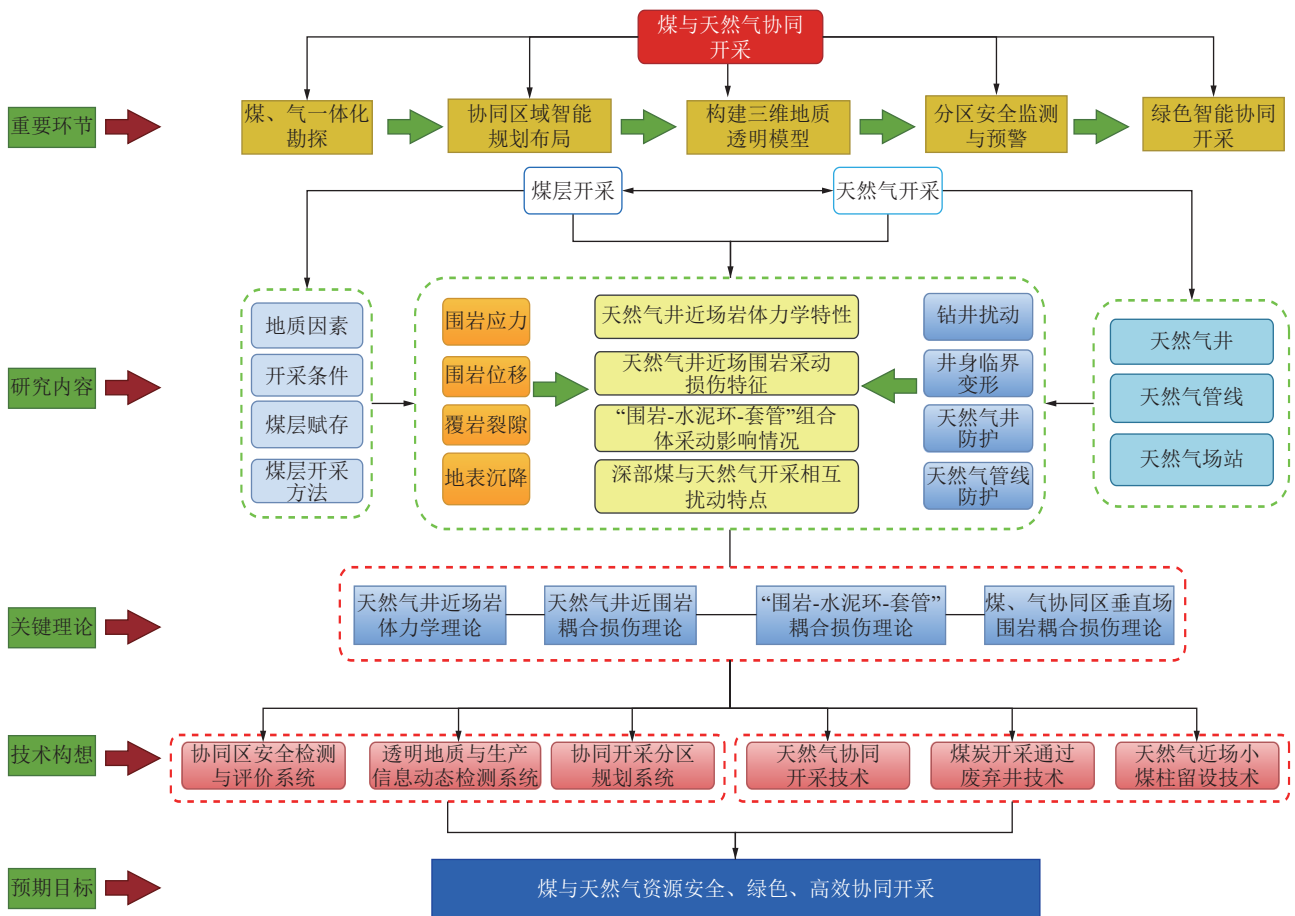 煤与天然气协同
开采
重要环节
煤、气一体化
勘探
协同区域智能
规划布局
构建三维地质
透明模型
分区安全监测
与预警
绿色智能协同
开采
煤层开采
天然气开采
研究内容
地质因素
开采条件
煤层赋存
煤层开采
方法
围岩应力
围岩位移
覆岩裂隙
地表沉降
天然气井近场岩体力学特性
天然气井近场围岩采动
损伤特征
“围岩-水泥环-套管”组合
体采动影响情况
深部煤与天然气开采相互
扰动特点
钻井扰动
井身临界
变形
天然气井
防护
天然气管线
防护
天然气井
天然气管线
天然气场站
关键理论
天然气井近场岩
体力学理论
天然气井近围岩
耦合损伤理论
“围岩-水泥环-套管”
耦合损伤理论
煤、气协同区垂直场
围岩耦合损伤理论
技术构想
协同区安全检测
与评价系统
透明地质与生产
信息动态检测系统
协同开采分区
规划系统
天然气协同
开采技术
煤炭开采通过
废弃井技术
天然气近场小
煤柱留设技术
预期目标
煤与天然气资源安全、绿色、高效协同开采